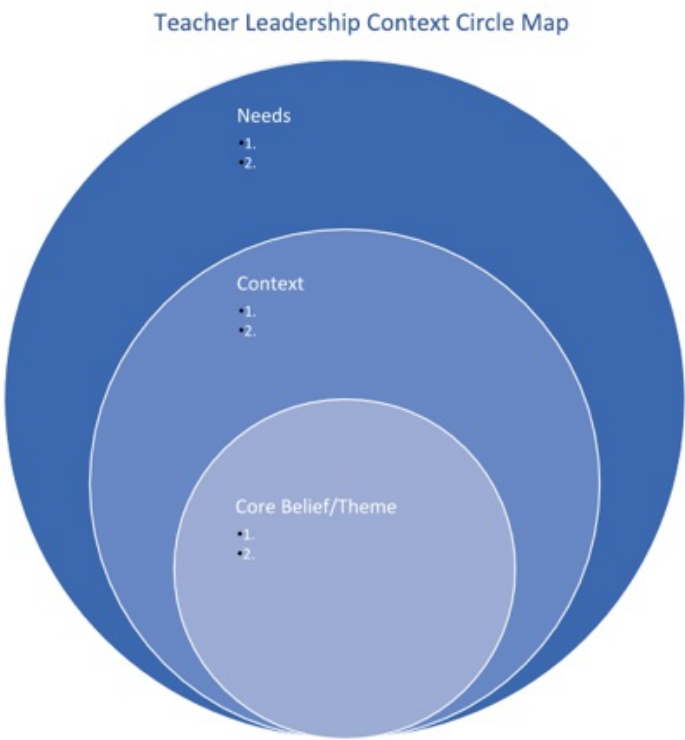 Teacher Leadership Context Circle Map
Needs
•1.
•2.
Context
•1.
•2.
Core Belief/Theme
•1.
•2.